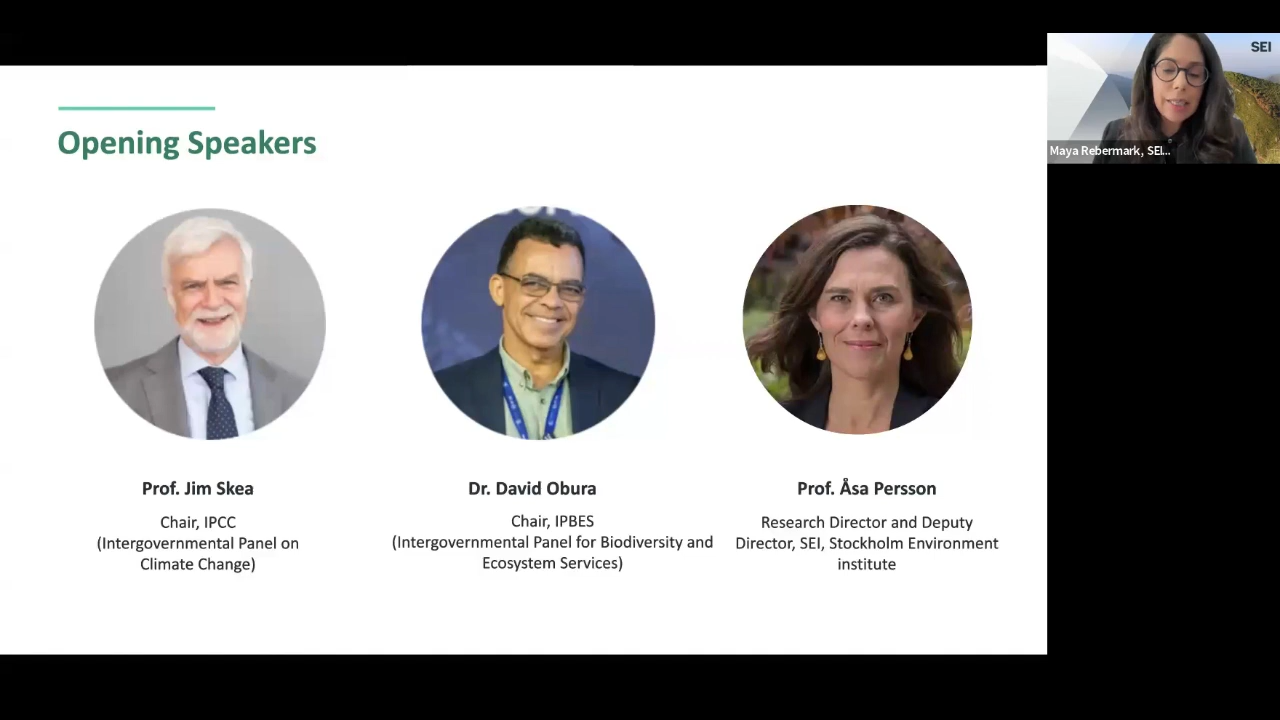 SEI
Maya Rebermark, SEI...
Opening Speakers
Prof. Jim Skea
Chair, IPCC
(Intergovernmental Panel on
Climate Change)
Dr. David Obura
Chair, IPBES
(Intergovernmental Panel for Biodiversity and
Ecosystem Services)
Prof. Åsa Persson
Research Director and Deputy
Director, SEI, Stockholm Environment
institute